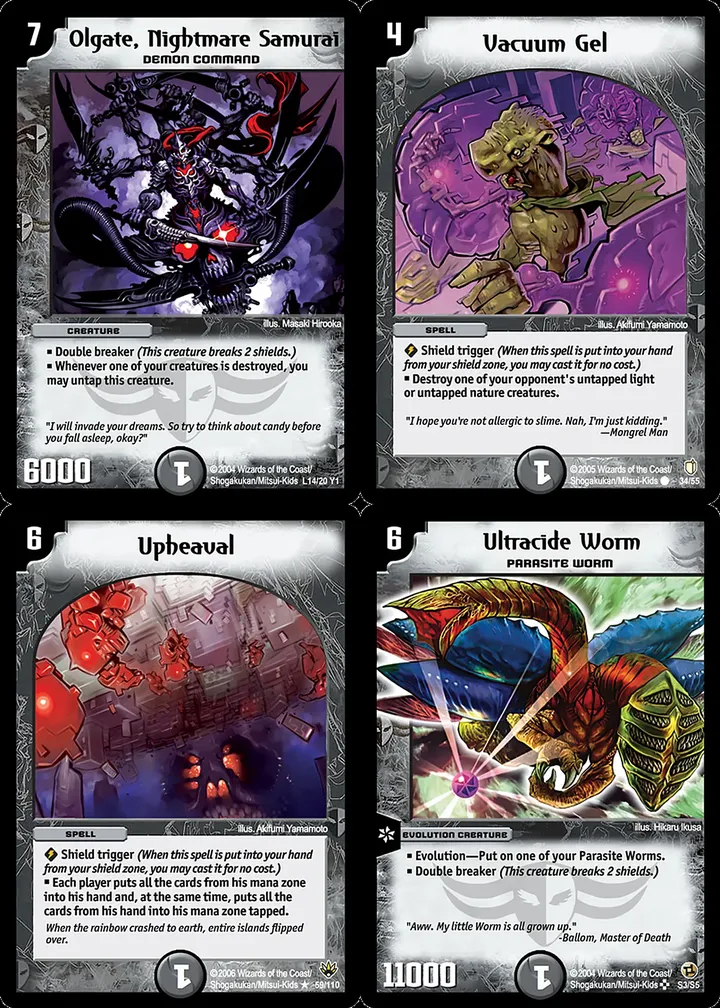 7 Olgate, Nightmare Samurai
DEMON COMMAND
illus. Masaki Hirooka
CREATURE
▪ Double breaker (This creature breaks 2 shields.)
▪ Whenever one of your creatures is destroyed, you
may untap this creature.
"I will invade your dreams. So try to think about candy before
you fall asleep, okay?"
6000
1
©2004 Wizards of the Coast/
Shogakukan/Mitsui-Kids L14/20 Y1
4 Vacuum Gel
illus. Akifumi Yamamoto
SPELL
Shield trigger (When this spell is put into your hand
from your shield zone, you may cast it for no cost.)
▪ Destroy one of your opponent's untapped light
or untapped nature creatures.
"I hope you're not allergic to slime. Nah, I'm just kidding."
—Mongrel Man
1
©2005 Wizards of the Coast/
Shogakukan/Mitsui-Kids ● 34/55
6 Upheaval
illus. Akifumi Yamamoto
SPELL
Shield trigger (When this spell is put into your hand
from your shield zone, you may cast it for no cost.)
▪ Each player puts all the cards from his mana zone
into his hand and, at the same time, puts all the
cards from his hand into his mana zone tapped.
When the rainbow crashed to earth, entire islands flipped
over.
1
©2006 Wizards of the Coast/
Shogakukan/Mitsui-Kids ★ 59/110
6 Ultracide Worm
PARASITE WORM
illus. Hikaru Ikusa
EVOLUTION CREATURE
▪ Evolution—Put on one of your Parasite Worms.
▪ Double breaker (This creature breaks 2 shields.)
"Aww. My little Worm is all grown up."
-Ballom, Master of Death
11000
1
©2004 Wizards of the Coast/
Shogakukan/Mitsui-Kids S3/S5